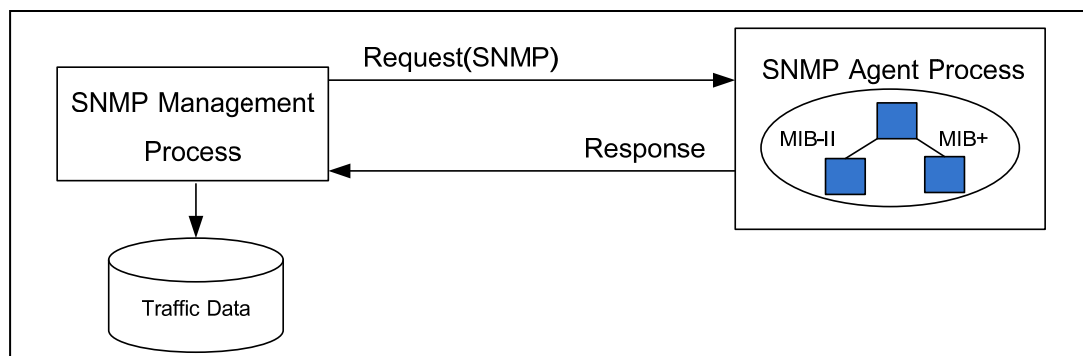 SNMP Management
Process
Request(SNMP)
Response
SNMP Agent Process
MIB-II
MIB+
Traffic Data